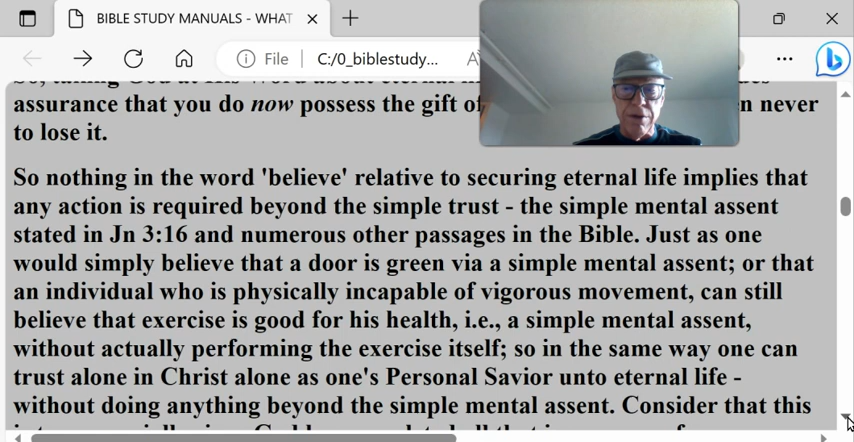 BIBLE STUDY MANUALS - WHAT
File C:/0_biblestudy...
assurance that you do now possess the gift of n never
to lose it.
So nothing in the word 'believe' relative to securing eternal life implies that
any action is required beyond the simple trust - the simple mental assent
stated in Jn 3:16 and numerous other passages in the Bible. Just as one
would simply believe that a door is green via a simple mental assent; or that
an individual who is physically incapable of vigorous movement, can still
believe that exercise is good for his health, i.e., a simple mental assent,
without actually performing the exercise itself; so in the same way one can
trust alone in Christ alone as one's Personal Savior unto eternal life -
without doing anything beyond the simple mental assent. Consider that this